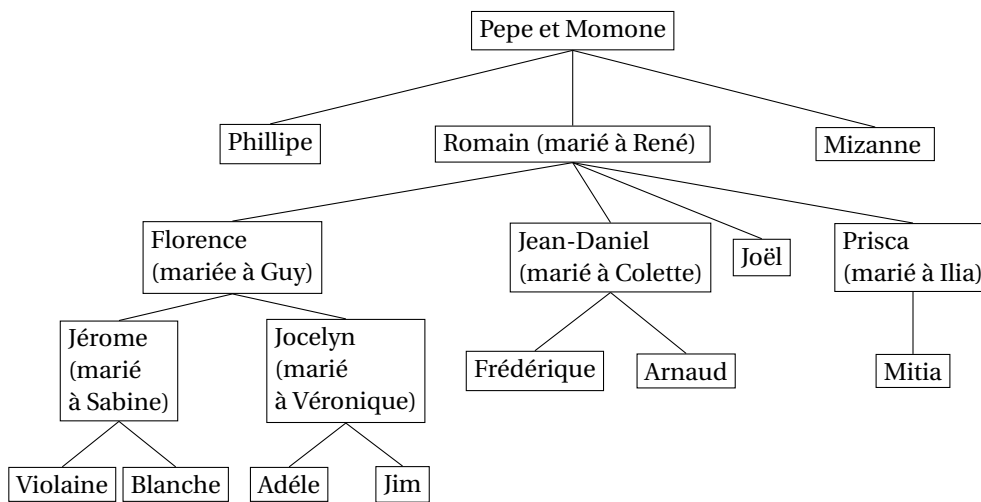 Pepe et Momone
Phillipe
Romain (marié à René)
Mizanne
Florence
(mariée à Guy)
Jean-Daniel
(marié à Colette)
Joël
Prisca
(marié à Ilia)
Jérome
(marié
à Sabine)
Jocelyn
(marié
à Véronique)
Frédérique
Arnaud
Mitia
Violaine
Blanche
Adéle
Jim